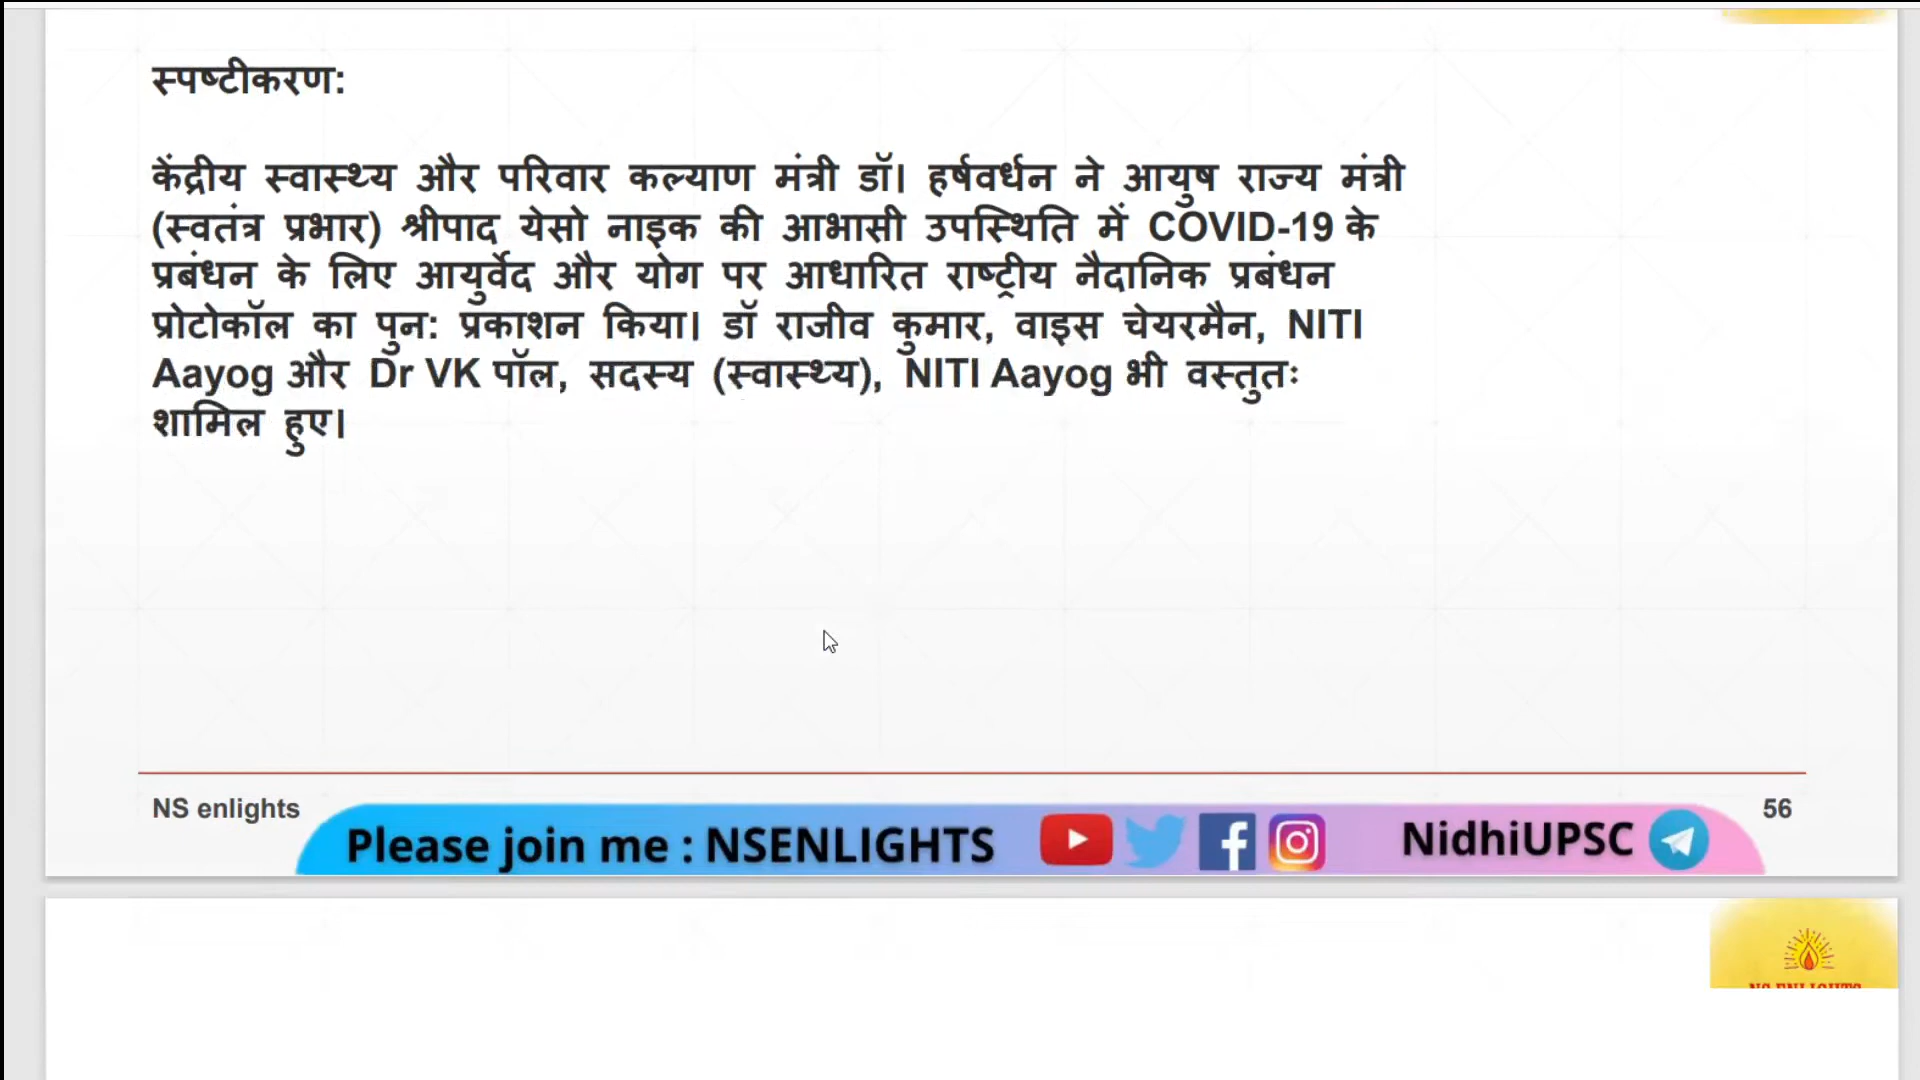 स्पष्टीकरण:
केंद्रीय स्वास्थ्य और परिवार कल्याण मंत्री डॉ। हर्षवर्धन ने आयुष राज्य मंत्री
(स्वतंत्र प्रभार) श्रीपाद येसो नाइक की आभासी उपस्थिति में COVID-19 के
प्रबंधन के लिए आयुर्वेद और योग पर आधारित राष्ट्रीय नैदानिक प्रबंधन
प्रोटोकॉल का पुन: प्रकाशन किया। डॉ राजीव कुमार, वाइस चेयरमैन, NITI
Aayog और Dr VK पॉल, सदस्य (स्वास्थ्य), NITI Aayog भी वस्तुतः
शामिल हुए।
NS enlights
Please join me : NSENLIGHTS
NidhiUPSC
56
NS ENLIGHTS